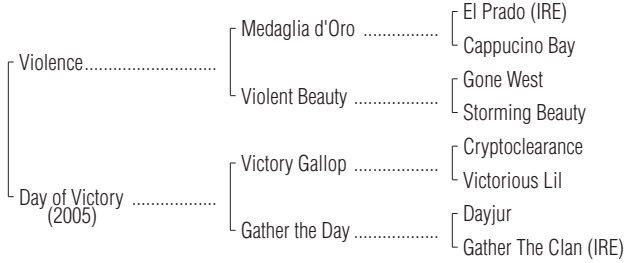 El Prado (IRE)
Medaglia d'Oro ..................
Cappucino Bay
Violence...............................
Gone West
Violent Beauty ....................
Storming Beauty
Cryptoclearance
Victory Gallop ....................
Victorious Lil
Day of Victory ....................
(2005)
Dayjur
Gather the Day ....................
Gather The Clan (IRE)